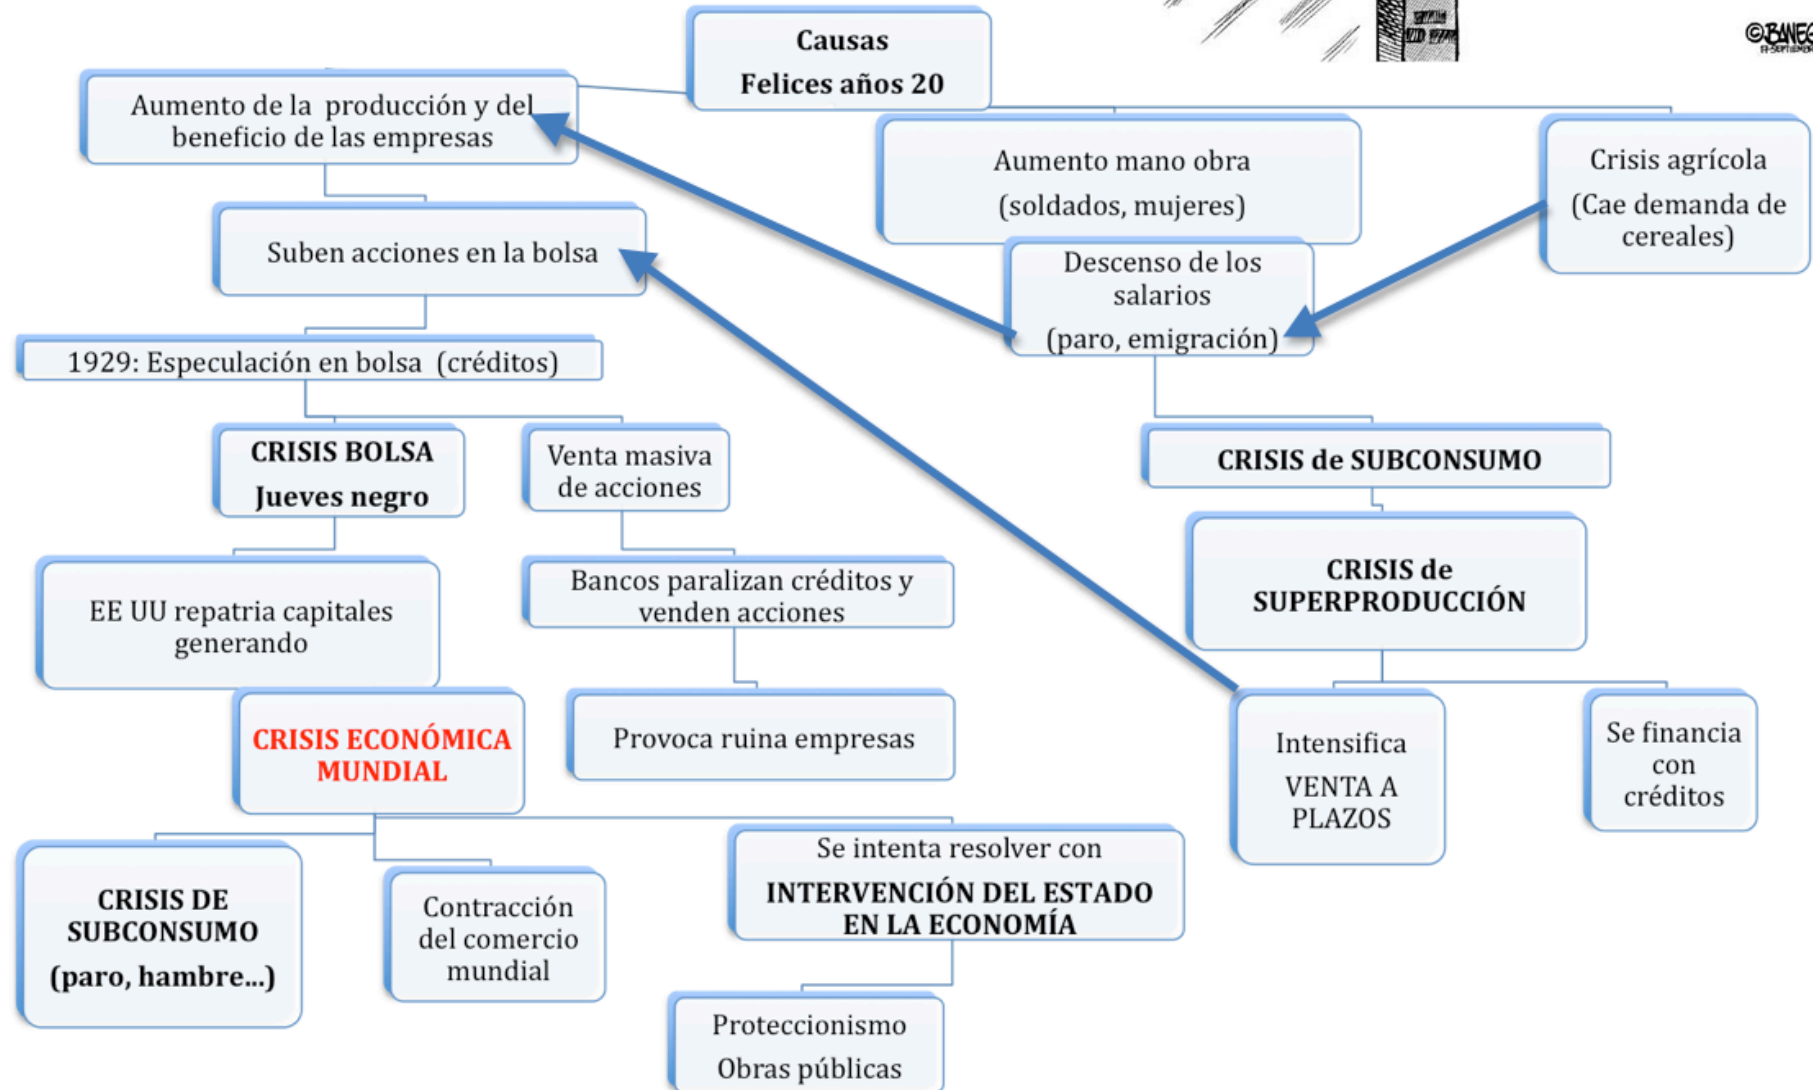 Causas
Felices años 20
Aumento de la producción y del
beneficio de las empresas
Aumento mano obra
(soldados, mujeres)
Crisis agrícola
(Cae demanda de
cereales)
Suben acciones en la bolsa
Descenso de los
salarios
(paro, emigración)
1929: Especulación en bolsa (créditos)
CRISIS BOLSA
Jueves negro
Venta masiva
de acciones
CRISIS de SUBCONSUMO
CRISIS de
SUPERPRODUCCIÓN
EE UU repatria capitales
generando
Bancos paralizan créditos y
venden acciones
CRISIS ECONÓMICA
MUNDIAL
Provoca ruina empresas
Intensifica
VENTA A
PLAZOS
Se financia
con
créditos
CRISIS DE
SUBCONSUMO
(paro, hambre...)
Contracción
del comercio
mundial
Se intenta resolver con
INTERVENCIÓN DEL ESTADO
EN LA ECONOMÍA
Proteccionismo
Obras públicas